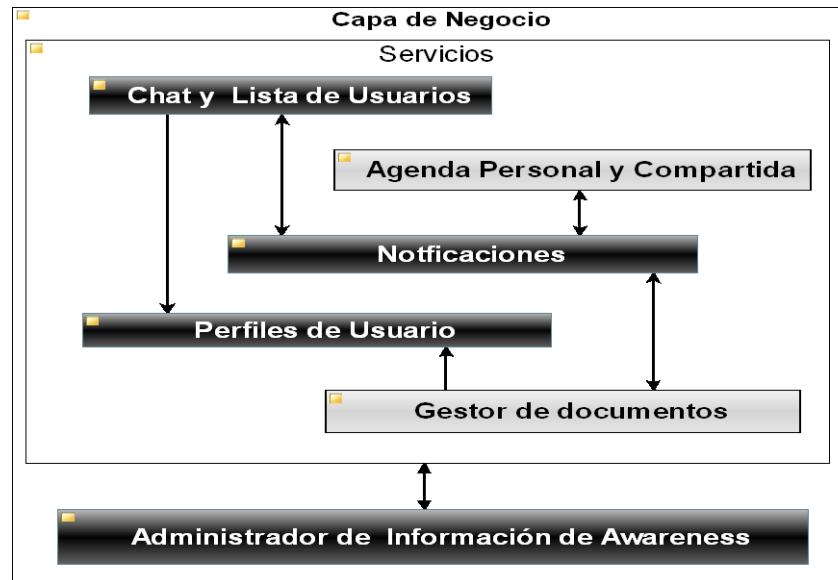 Capa de Negocio
Servicios
Chat y Lista de Usuarios
Agenda Personal y Compartida
Notficaciones
Perfiles de Usuario
Gestor de documentos
Administrador de Información de Awareness